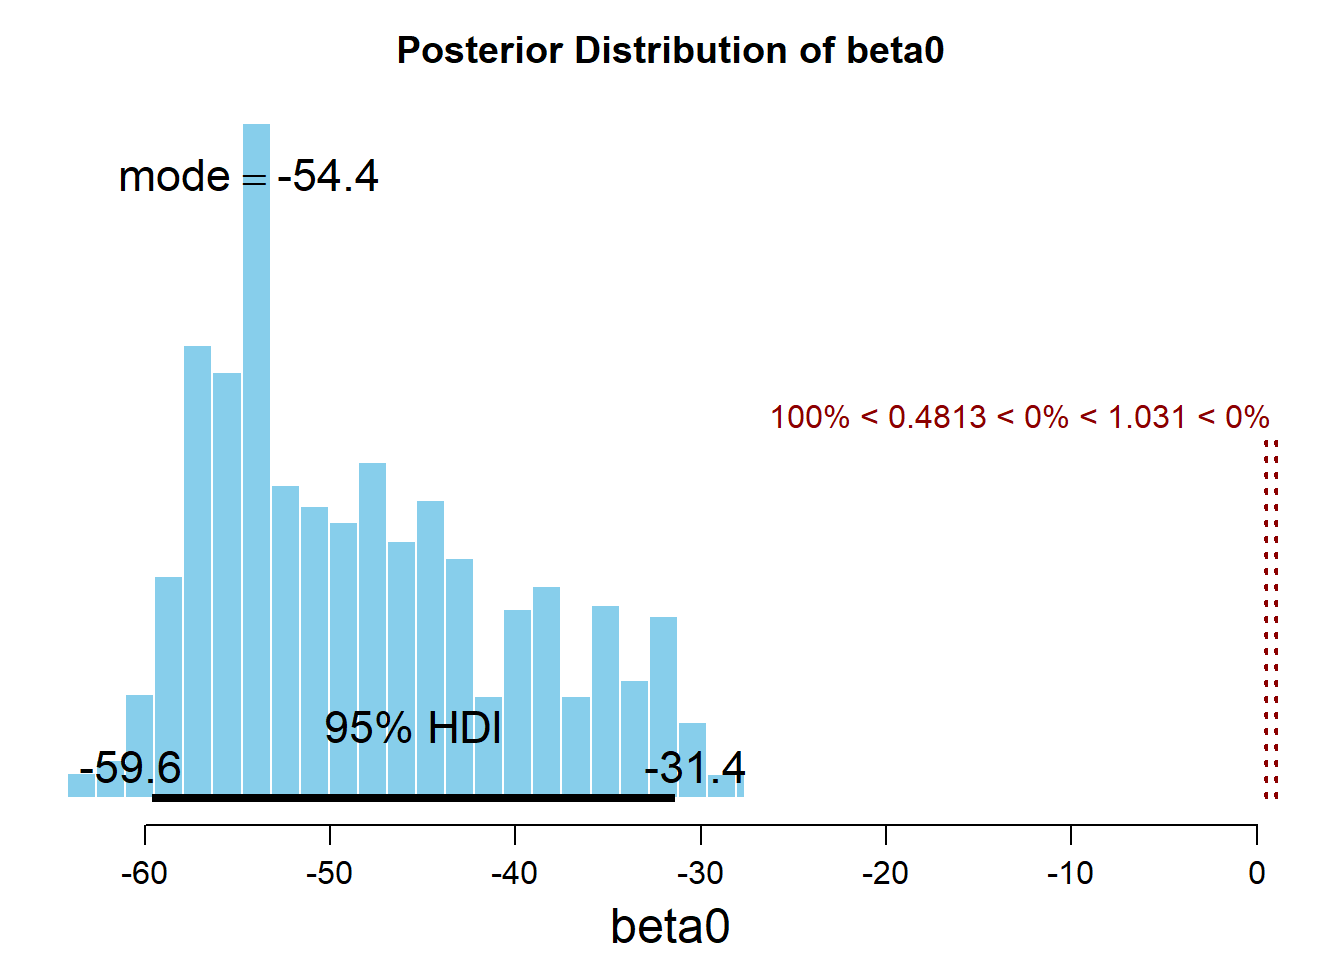 Posterior Distribution of beta0
mode = -54.4
100% < 0.4813 < 0% < 1.031 < 0%
95% HDI
-59.6
-31.4
-60 -50 -40 -30 -20 -10 0
beta0